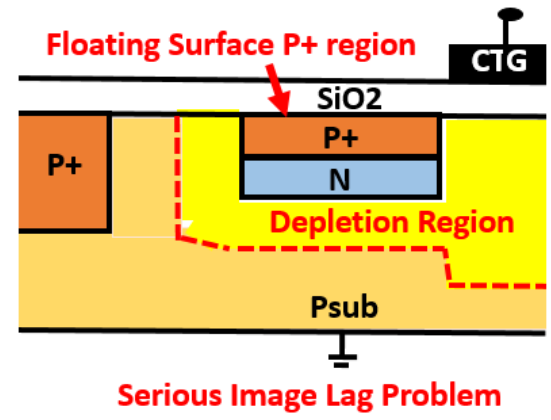 Floating Surface P+ region
CTG
SiO2
P+
P+
N
Depletion Region
Psub
Serious Image Lag Problem